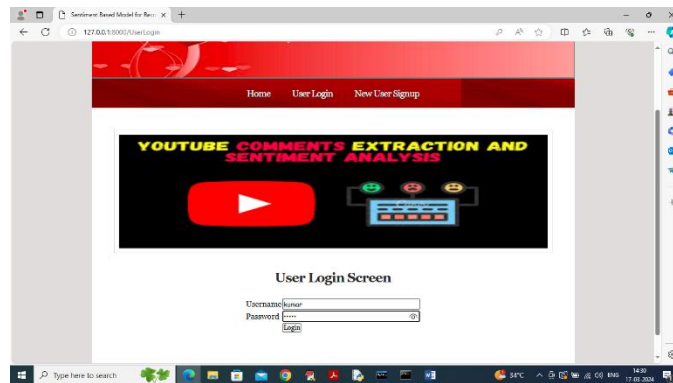 Sentiment Based Model for Reco
127.0.0.1:8000/UserLogin
Home User Login New User Signup
YOUTUBE COMMENTS EXTRACTION AND
SENTIMENT ANALYSIS
User Login Screen
Username kumar
Password •••••
Login
Type here to search
34°C
ENG
14:30
17-03-2024